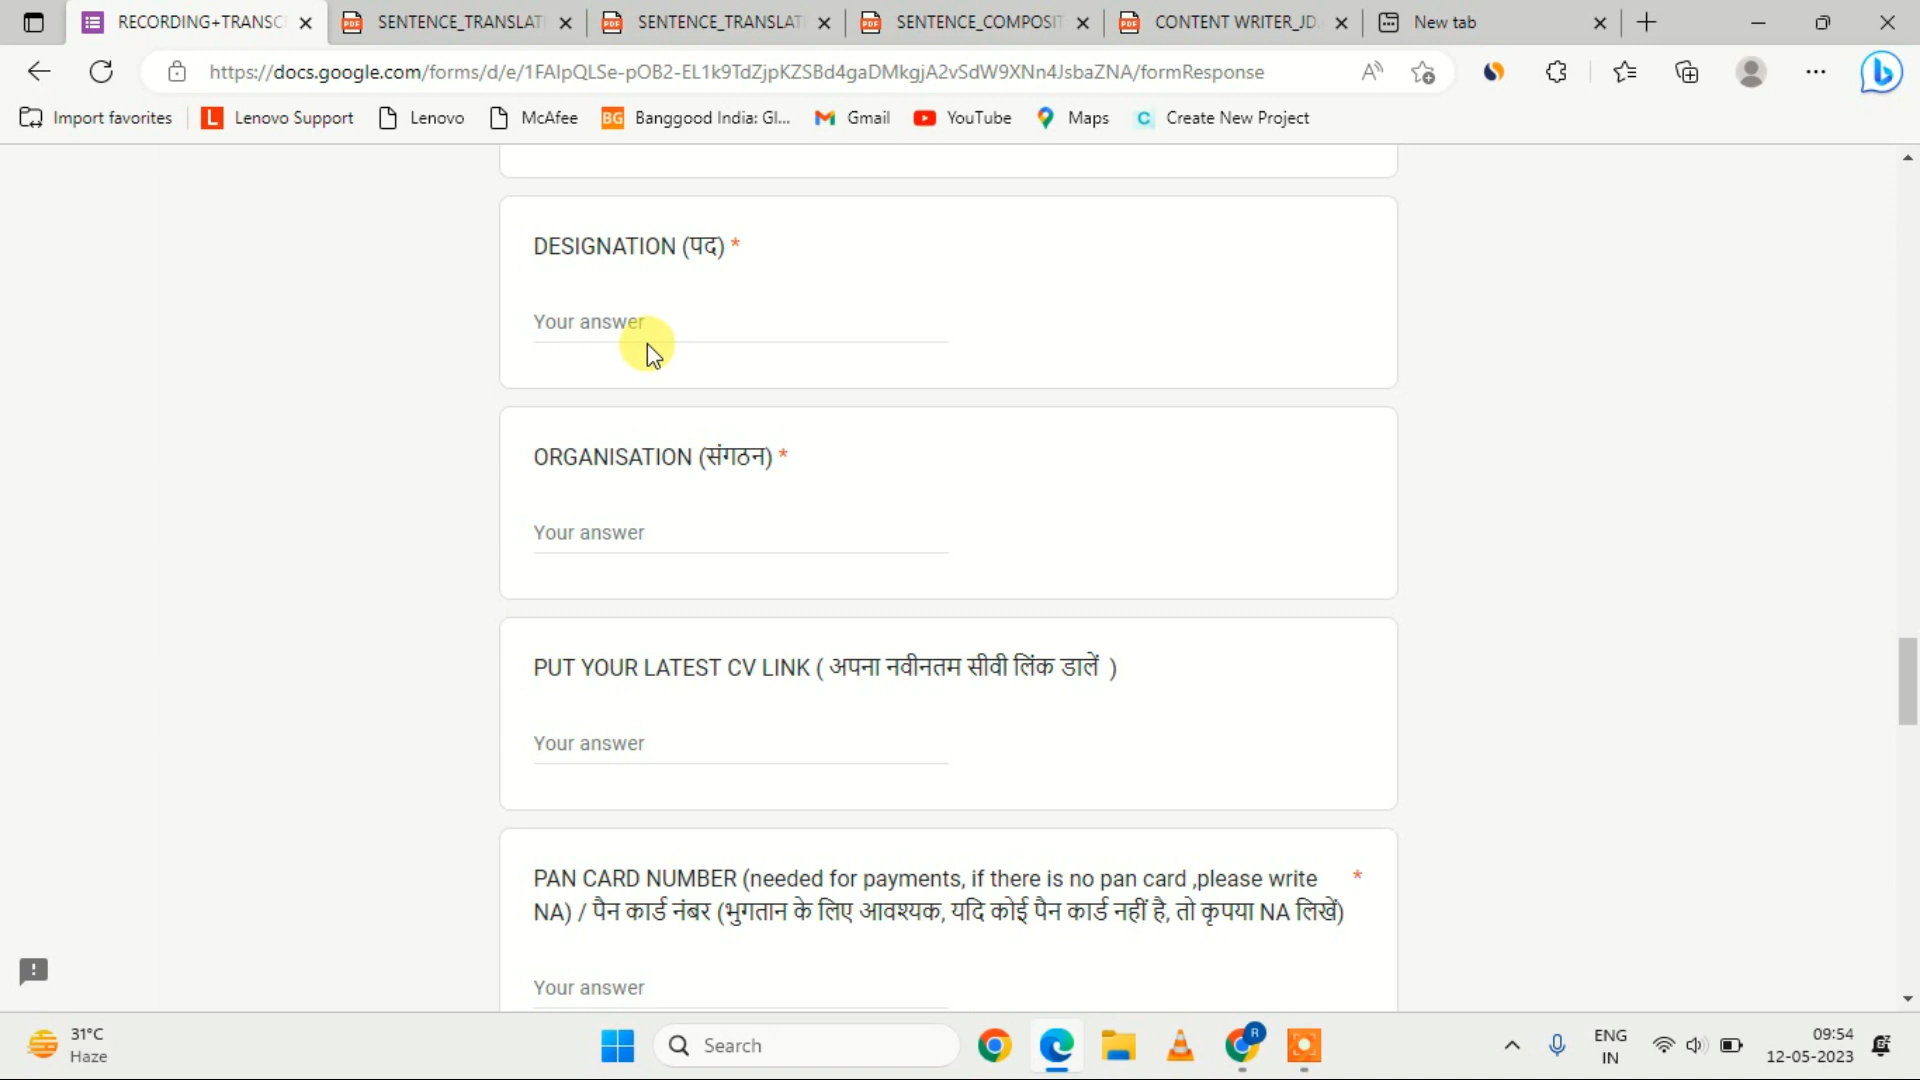 RECORDING+TRANSC
SENTENCE_TRANSLATI
SENTENCE_TRANSLAT
SENTENCE_COMPOSIT
CONTENT WRITER_JD.
New tab
https://docs.google.com/forms/d/e/1FAIpQLSe-pOB2-EL1k9TdZjpKZSBd4gaDMkgjA2vSdW9XNn4JsbaZNA/formResponse
Import favorites
Lenovo Support
Lenovo
McAfee
Banggood India: Gl...
Gmail
YouTube
Maps
Create New Project
DESIGNATION (पद) *
Your answer
ORGANISATION (संगठन) *
Your answer
PUT YOUR LATEST CV LINK ( अपना नवीनतम सीवी लिंक डालें )
Your answer
PAN CARD NUMBER (needed for payments, if there is no pan card ,please write *
NA) / पैन कार्ड नंबर (भुगतान के लिए आवश्यक, यदि कोई पैन कार्ड नहीं है, तो कृपया NA लिखें)
Your answer
31°C
Haze
Search
ENG
IN
09:54
12-05-2023